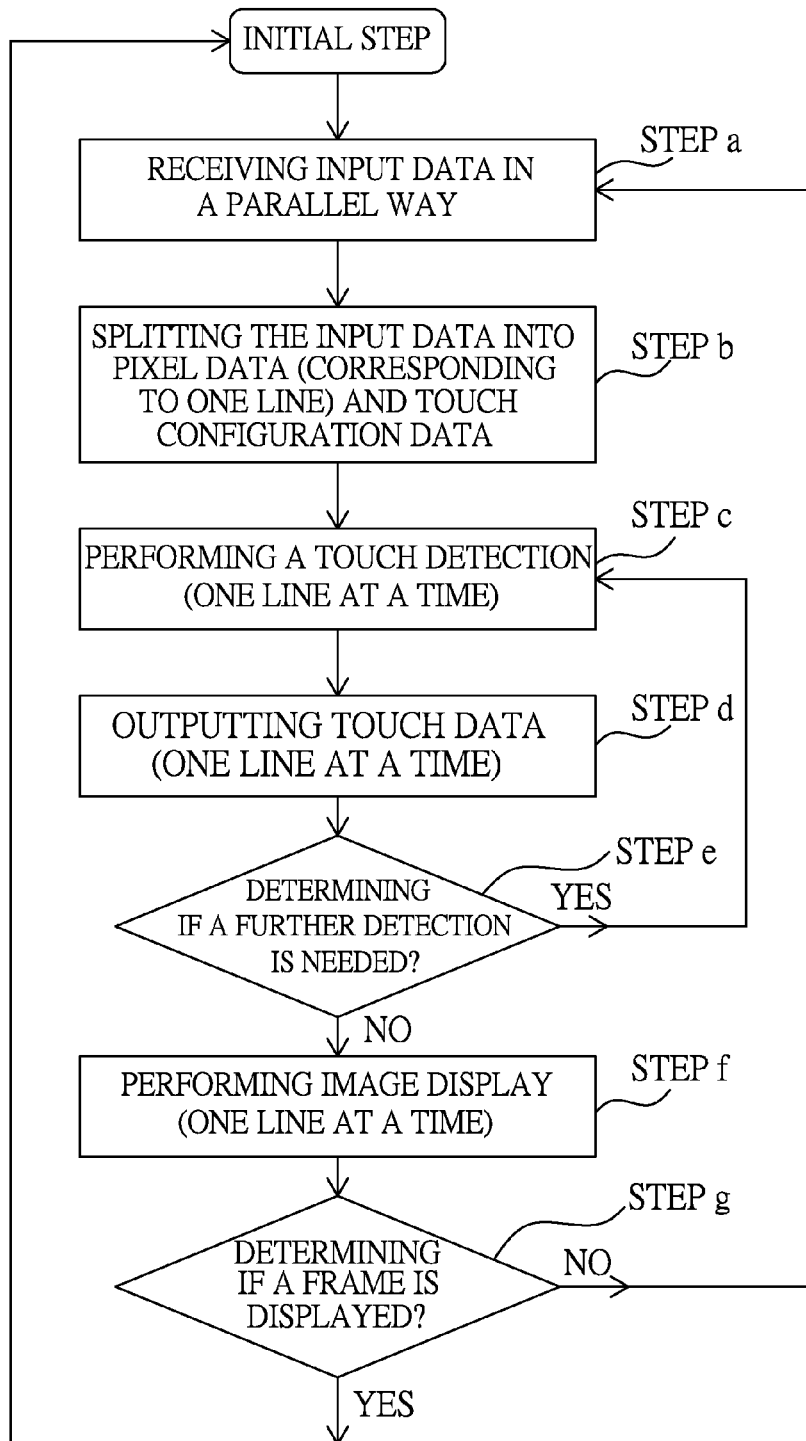 INITIAL STEP
STEP a
RECEIVING INPUT DATA IN
A PARALLEL WAY
STEP b
SPLITTING THE INPUT DATA INTO
PIXEL DATA (CORRESPONDING
TO ONE LINE) AND TOUCH
CONFIGURATION DATA
STEP c
PERFORMING A TOUCH DETECTION
(ONE LINE AT A TIME)
STEP d
OUTPUTTING TOUCH DATA
(ONE LINE AT A TIME)
STEP e
DETERMINING
IF A FURTHER DETECTION
IS NEEDED?
YES
NO
STEP f
PERFORMING IMAGE DISPLAY
(ONE LINE AT A TIME)
STEP g
DETERMINING
IF A FRAME IS
DISPLAYED?
NO
YES